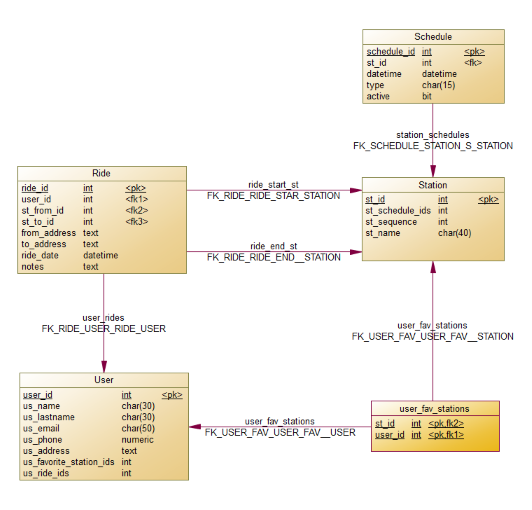 Schedule
schedule_id int <pk>
st_id int <fk>
datetime datetime
type char(15)
active bit
station_schedules
FK_SCHEDULE_STATION_S_STATION
Ride
ride_id int <pk>
user_id int <fk1>
st_from_id int <fk2>
st_to_id int <fk3>
from_address text
to_address text
ride_date datetime
notes text
ride_start_st
FK_RIDE_RIDE_STAR_STATION
ride_end_st
FK_RIDE_RIDE_END__STATION
Station
st_id int <pk>
st_schedule_ids int
st_sequence int
st_name char(40)
user_rides
FK_RIDE_USER_RIDE_USER
user_fav_stations
FK_USER_FAV_USER_FAV__STATION
User
user_id int <pk>
us_name char(30)
us_lastname char(30)
us_email char(50)
us_phone numeric
us_address text
us_favorite_station_ids int
us_ride_ids int
user_fav_stations
FK_USER_FAV_USER_FAV__USER
user_fav_stations
st_id int <pk.fk2>
user_id int <pk.fk1>